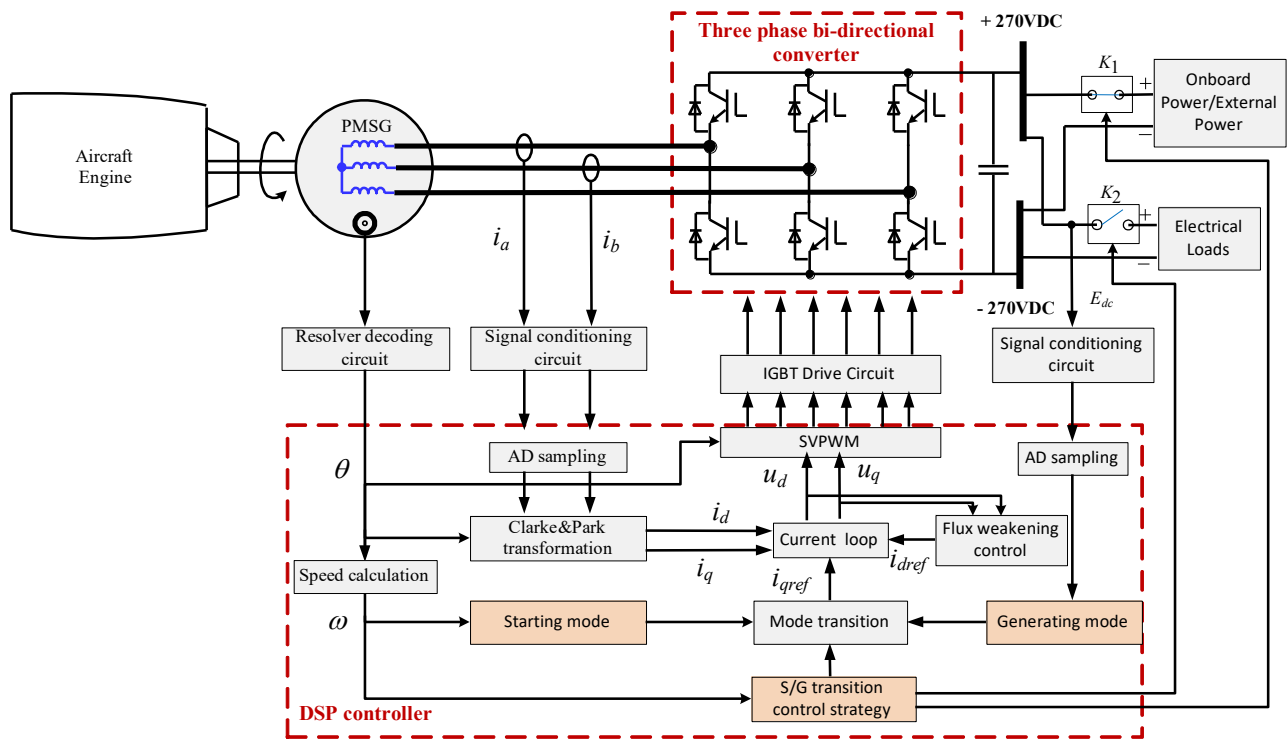 Three phase bi-directional
converter
+ 270VDC
K1
+
Onboard
Power/External
Power
−
PMSG
Aircraft
Engine
K2
+
Electrical
Loads
−
ia
ib
- 270VDC
Edc
Resolver decoding
circuit
Signal conditioning
circuit
IGBT Drive Circuit
Signal conditioning
circuit
SVPWM
AD sampling
AD sampling
θ
ud
uq
Clarke&Park
transformation
id
iq
Current loop
Flux weakening
control
idref
iqref
Speed calculation
ω
Starting mode
Mode transition
Generating mode
S/G transition
control strategy
DSP controller